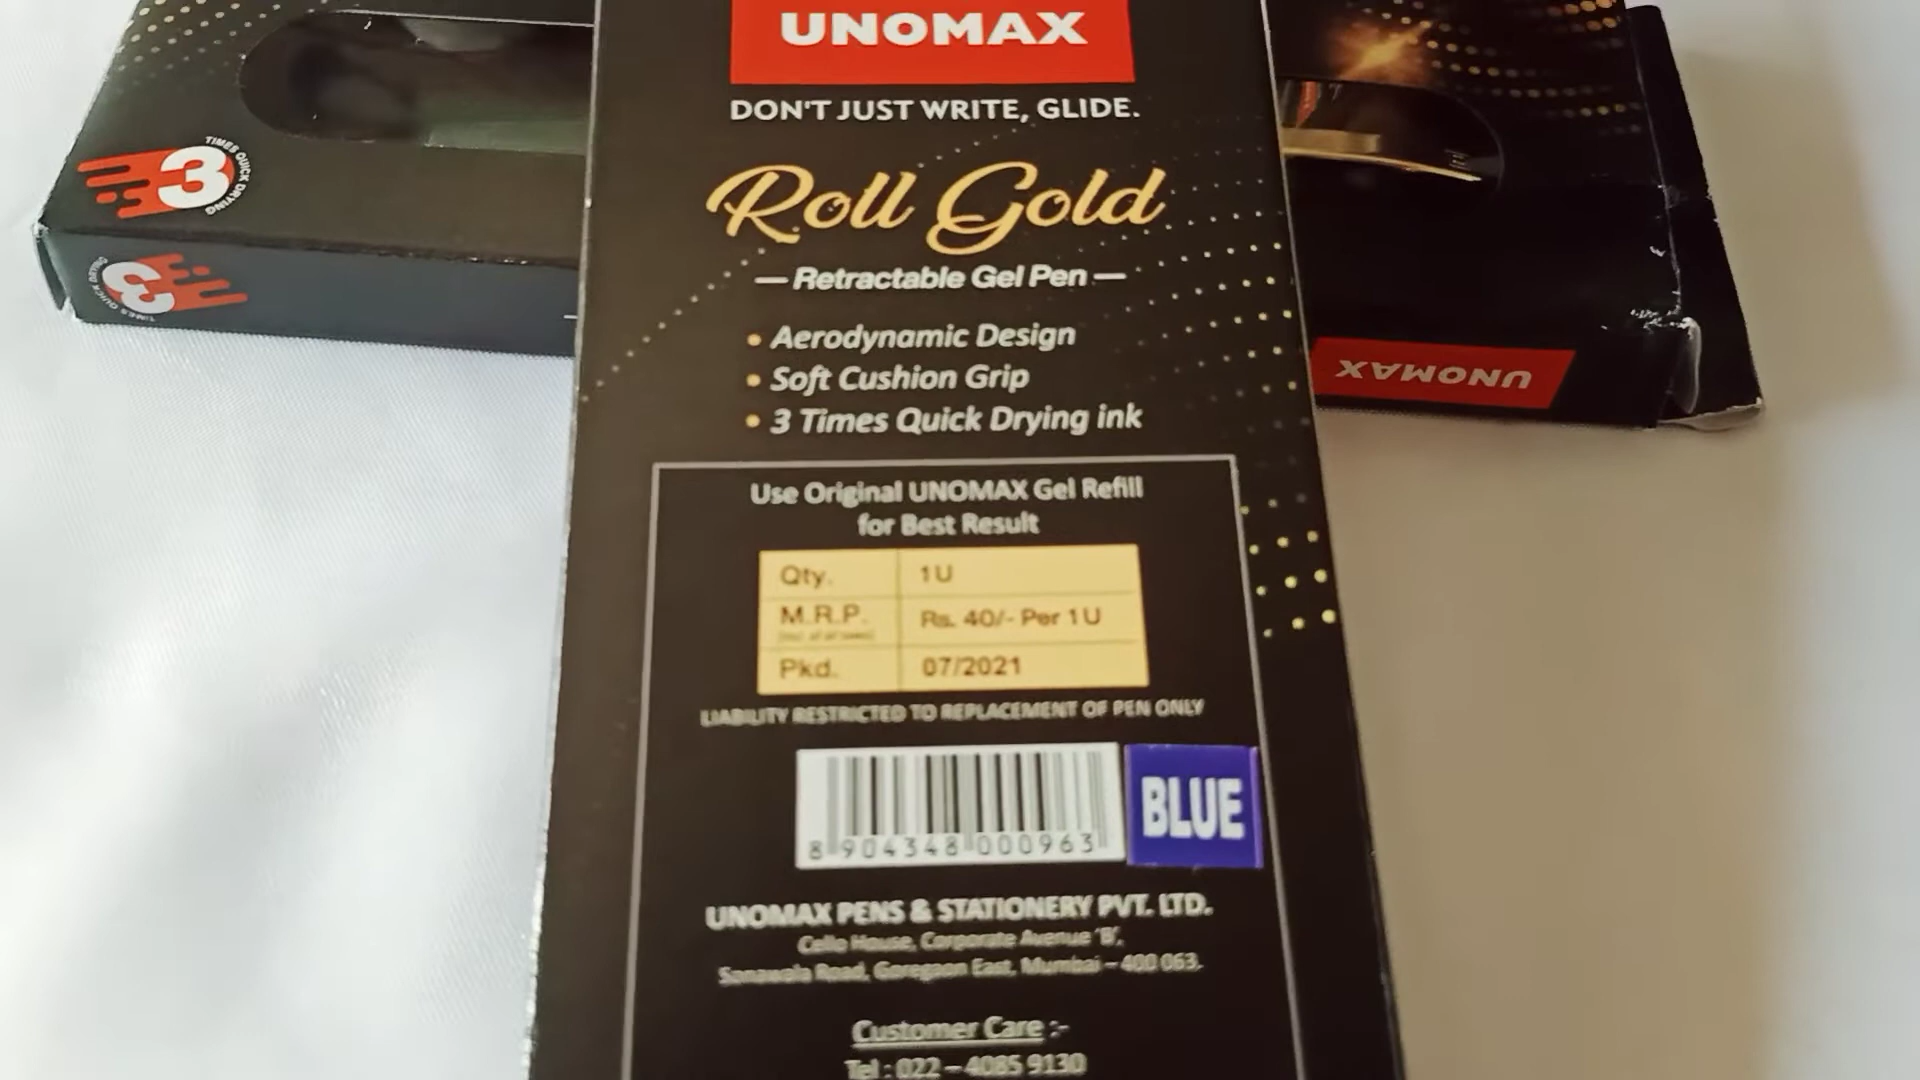 UNOMAX
DON'T JUST WRITE, GLIDE.
Roll Gold
— Retractable Gel Pen —
• Aerodynamic Design
• Soft Cushion Grip
• 3 Times Quick Drying ink
Use Original UNOMAX Gel Refill
for Best Result
Qty. 1U
M.R.P. Rs. 40/- Per 1U
Pkd. 07/2021
LIABILITY RESTRICTED TO REPLACEMENT OF PEN ONLY
8 904348 000963
BLUE
UNOMAX PENS & STATIONERY PVT. LTD.
Cello House, Corporate Avenue 'B',
Sonawala Road, Goregaon East, Mumbai – 400 063.
Customer Care :-
Tel : 022 – 4085 9130
3 TIMES QUICK DRYING
3 TIMES QUICK DRYING
UNOMAX